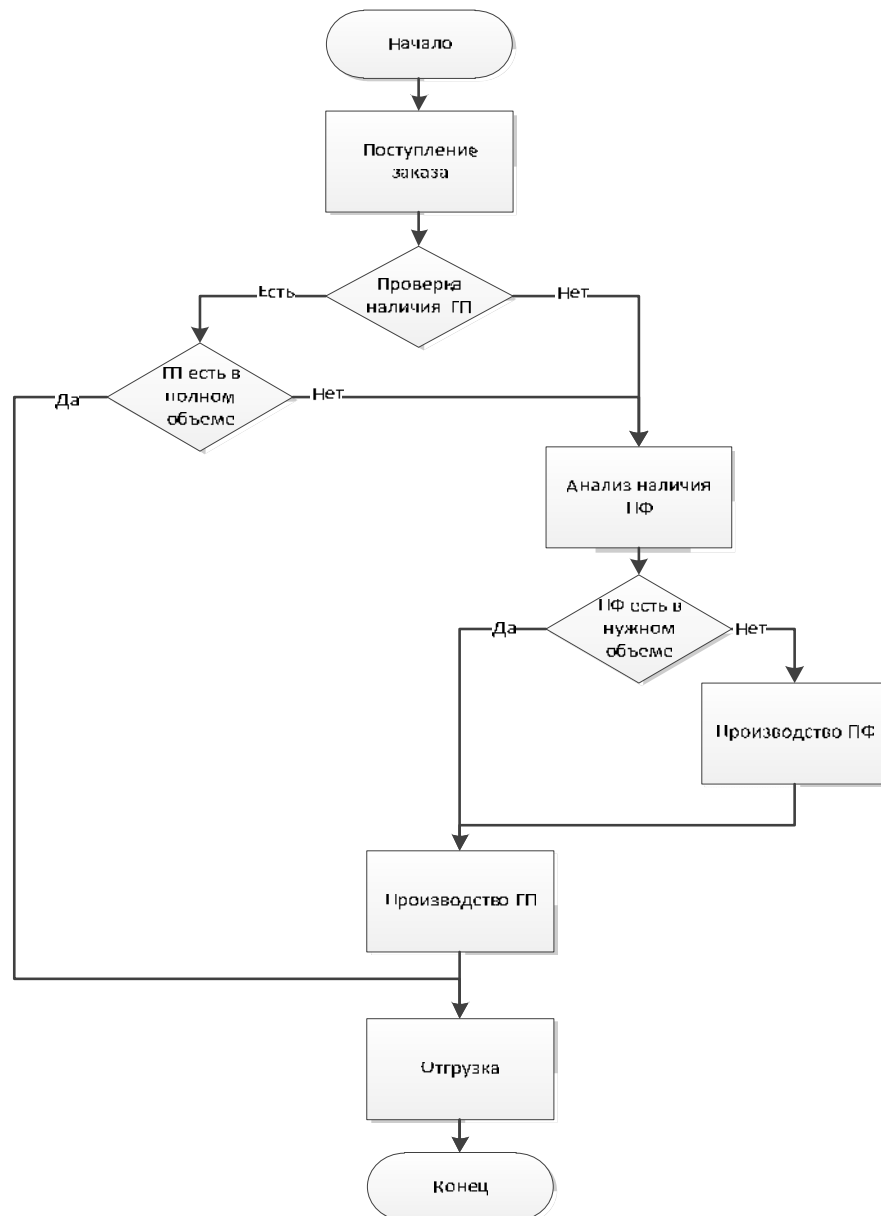 Начало
Поступление
заказа
Проверка
наличия ГП
Есть
Нет
ГП есть в
полном
объеме
Да
Нет
Анализ наличия
ПФ
ПФ есть в
нужном
объеме
Да
Нет
Производство ПФ
Производство ГП
Отгрузка
Конец